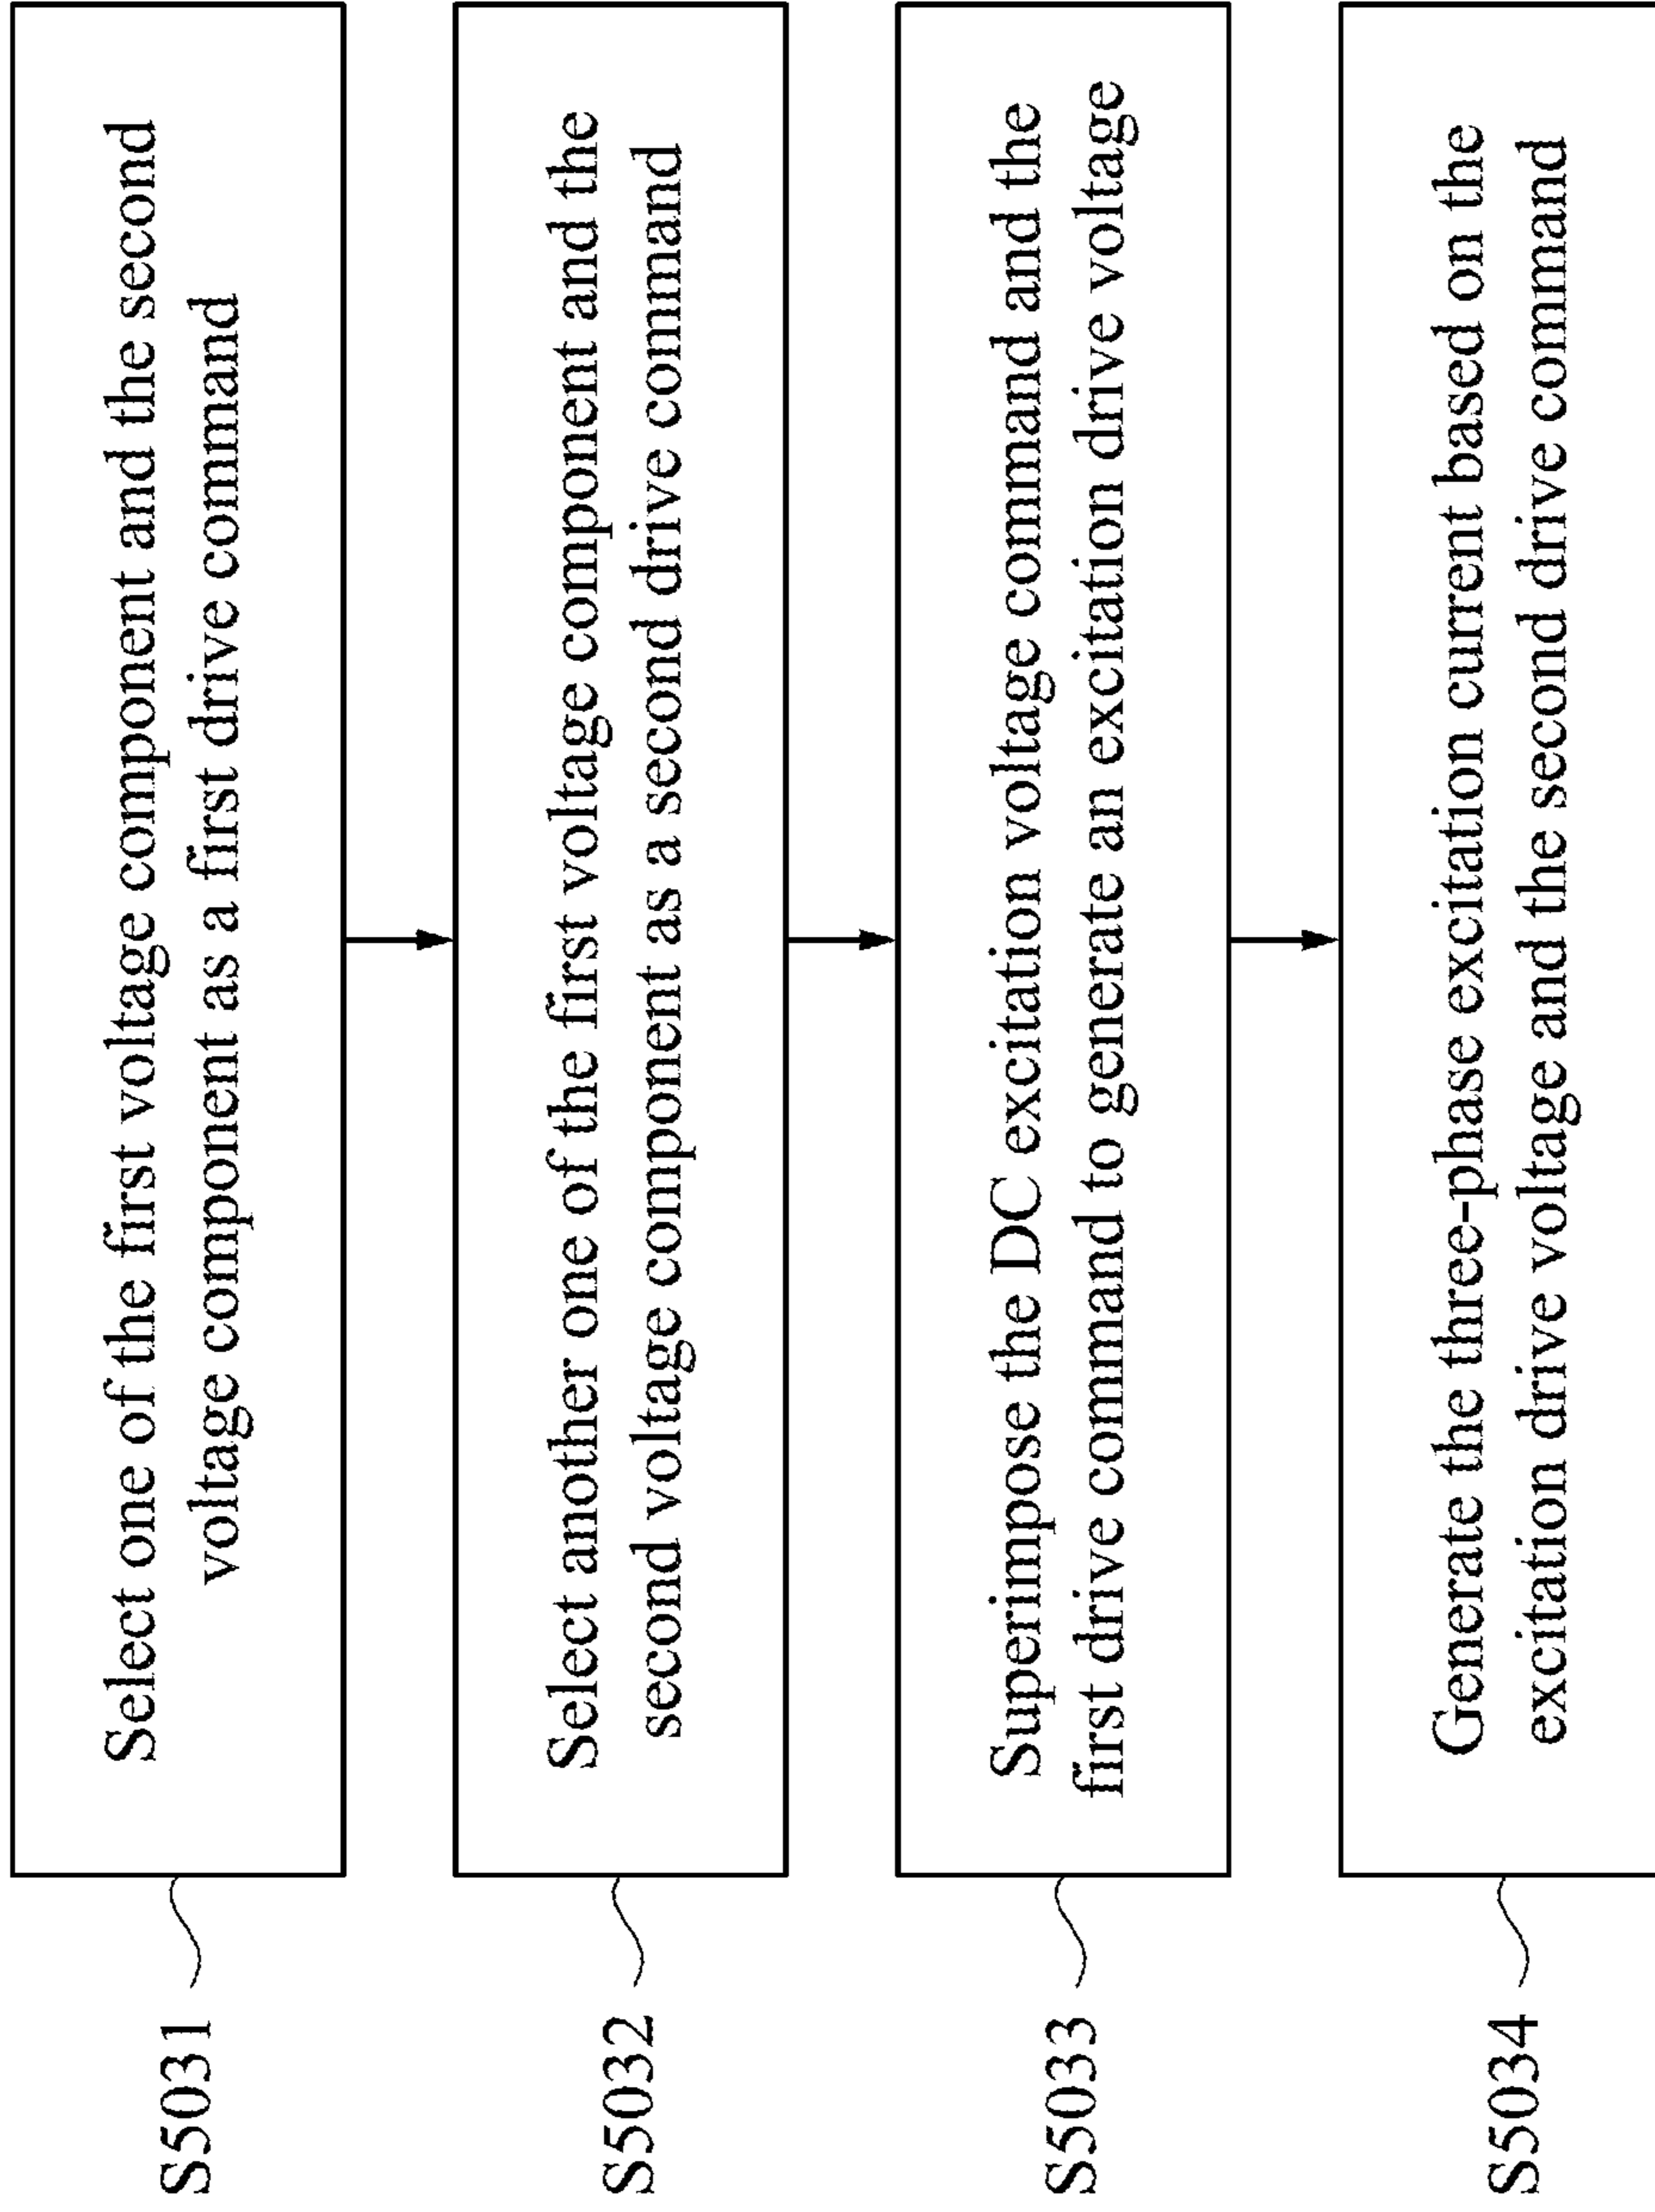 S5031
Select one of the first voltage component and the second
voltage component as a first drive command
S5032
Select another one of the first voltage component and the
second voltage component as a second drive command
S5033
Superimpose the DC excitation voltage command and the
first drive command to generate an excitation drive voltage
S5034
Generate the three-phase excitation current based on the
excitation drive voltage and the second drive command